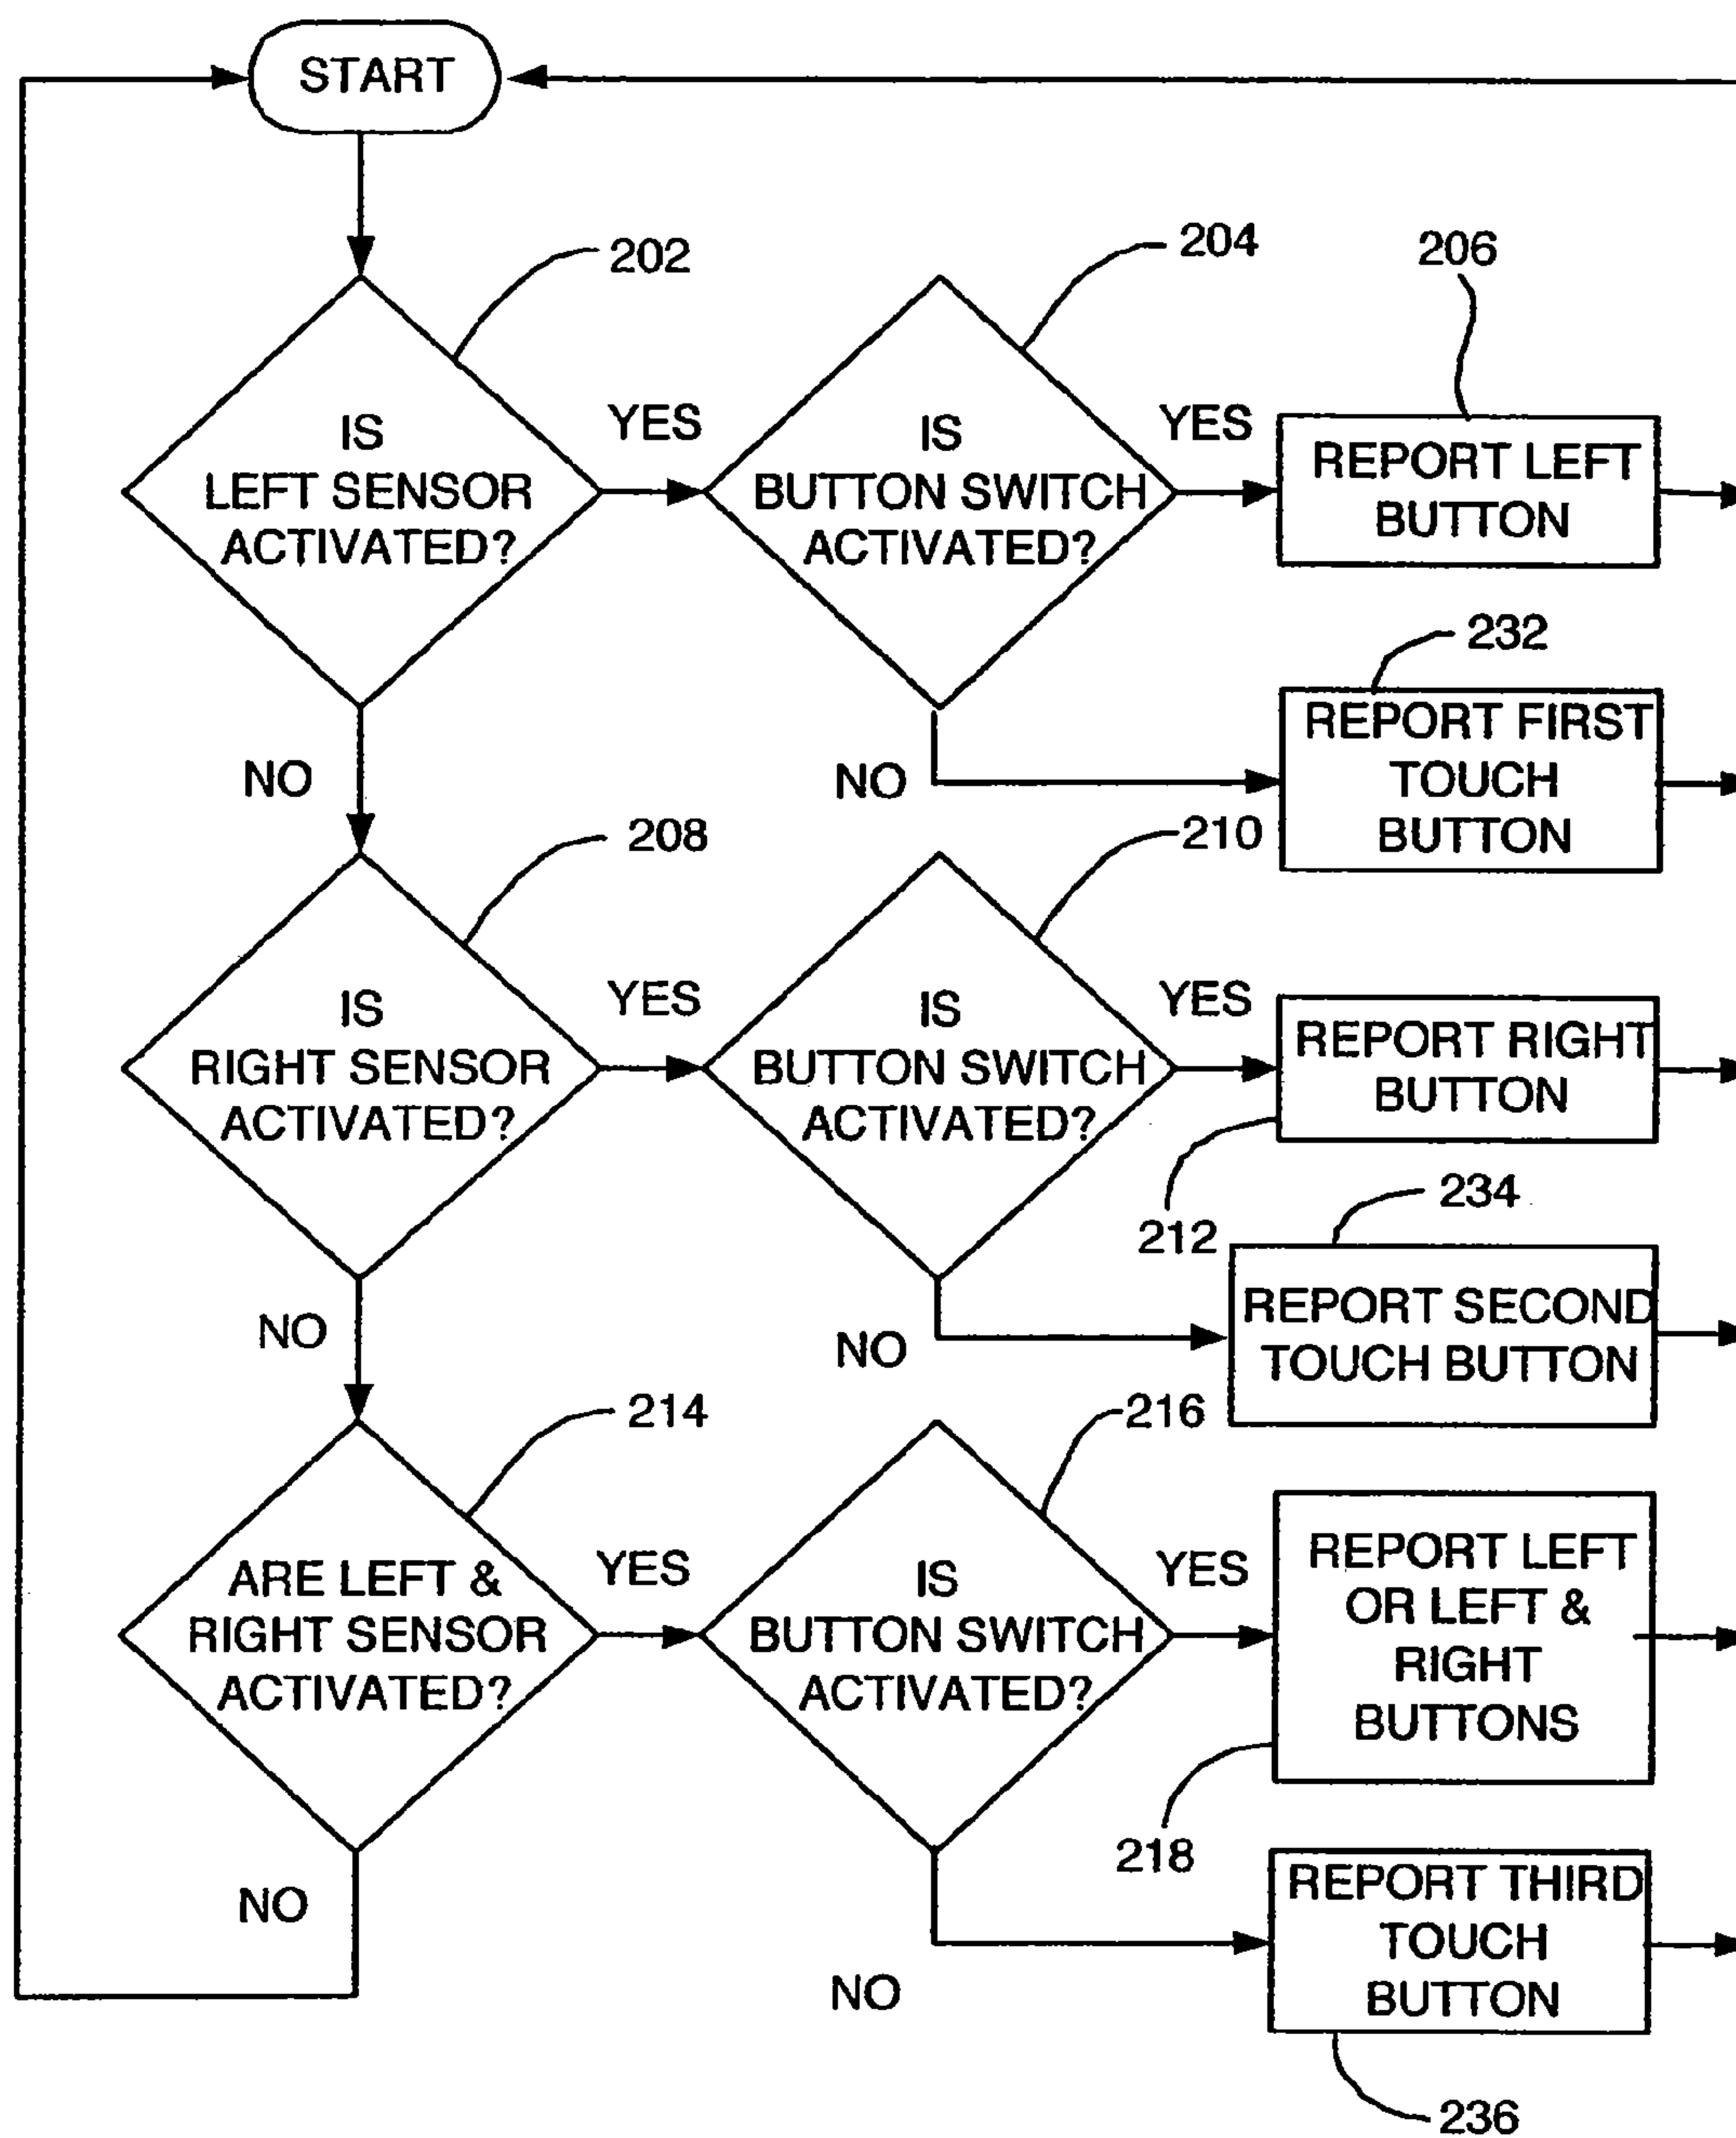 START
202
204
206
IS
LEFT SENSOR
ACTIVATED?
YES
IS
BUTTON SWITCH
ACTIVATED?
YES
REPORT LEFT
BUTTON
232
NO
NO
REPORT FIRST
TOUCH
BUTTON
208
210
IS
RIGHT SENSOR
ACTIVATED?
YES
IS
BUTTON SWITCH
ACTIVATED?
YES
REPORT RIGHT
BUTTON
212
234
NO
NO
REPORT SECOND
TOUCH BUTTON
214
216
ARE LEFT &
RIGHT SENSOR
ACTIVATED?
YES
IS
BUTTON SWITCH
ACTIVATED?
YES
REPORT LEFT
OR LEFT &
RIGHT
BUTTONS
218
NO
NO
REPORT THIRD
TOUCH
BUTTON
236